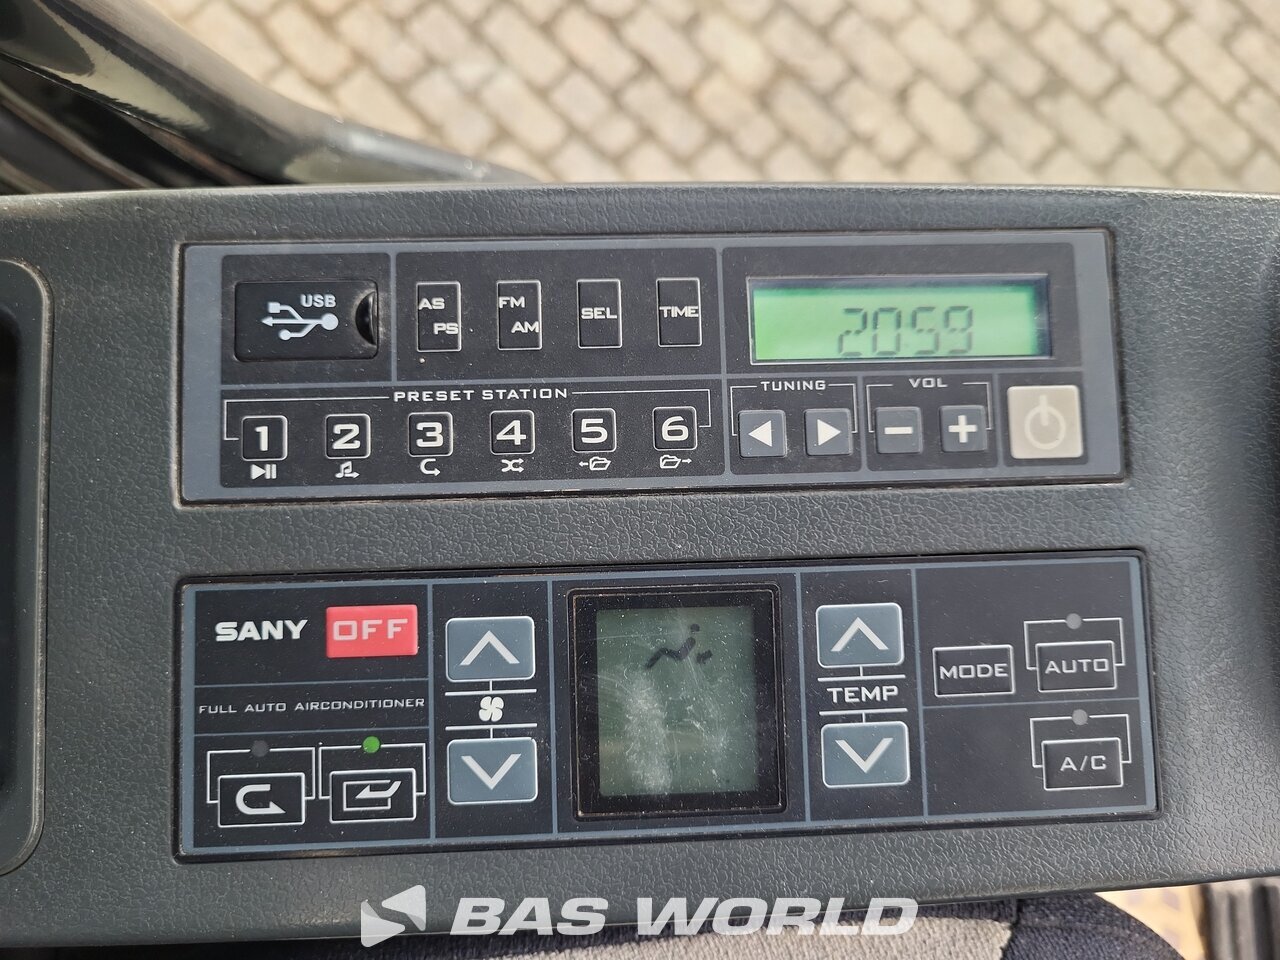 USB
AS
PS
FM
AM
SEL
TIME
2059
PRESET STATION
1 2 3 4 5 6
TUNING
VOL
- +
SANY OFF
FULL AUTO AIRCONDITIONER
TEMP
MODE
AUTO
A/C
BAS WORLD